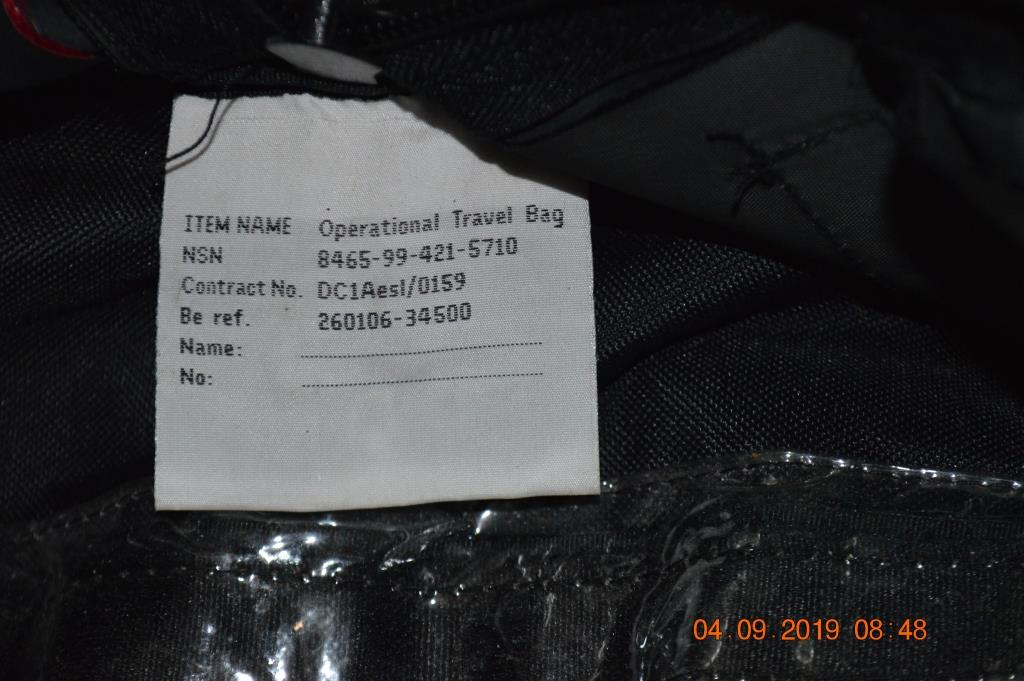 ITEM NAME Operational Travel Bag
NSN 8465-99-421-5710
Contract No. DC1Aesl/0159
Be ref. 260106-34500
Name:
No:
04 09 2019 08:48